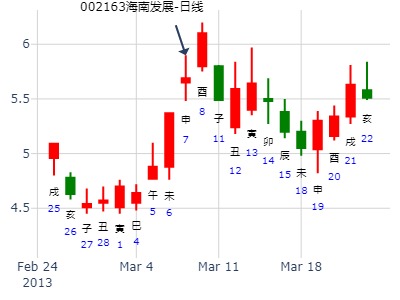 002163海南发展-日线
6
5.5
5
4.5
戌
25
亥
26
子
27
丑
28
寅
1
巳
4
午
5
未
6
申
7
酉
8
子
11
丑
12
寅
13
卯
14
辰
15
未
18
申
19
酉
20
戌
21
亥
22
Feb 24
2013
Mar 4
Mar 11
Mar 18